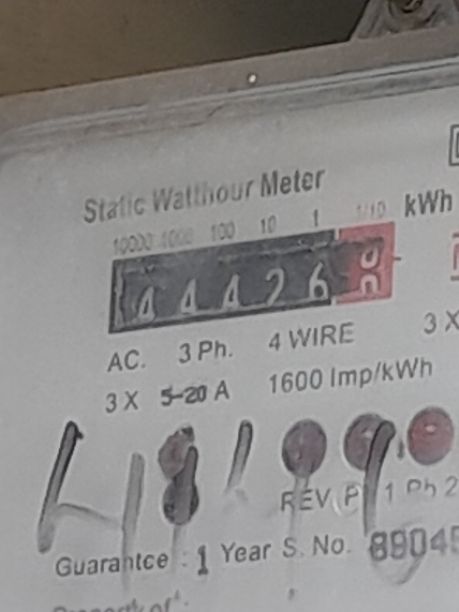 Static Watthour Meter
10000 1000 100 10 1 1/10 kWh
4 4 4 2 6
AC. 3 Ph. 4 WIRE 3 X
3 X 5-20 A 1600 Imp/kWh
REV P 1 Ph 2
Guarantee : 1 Year S. No. 8904